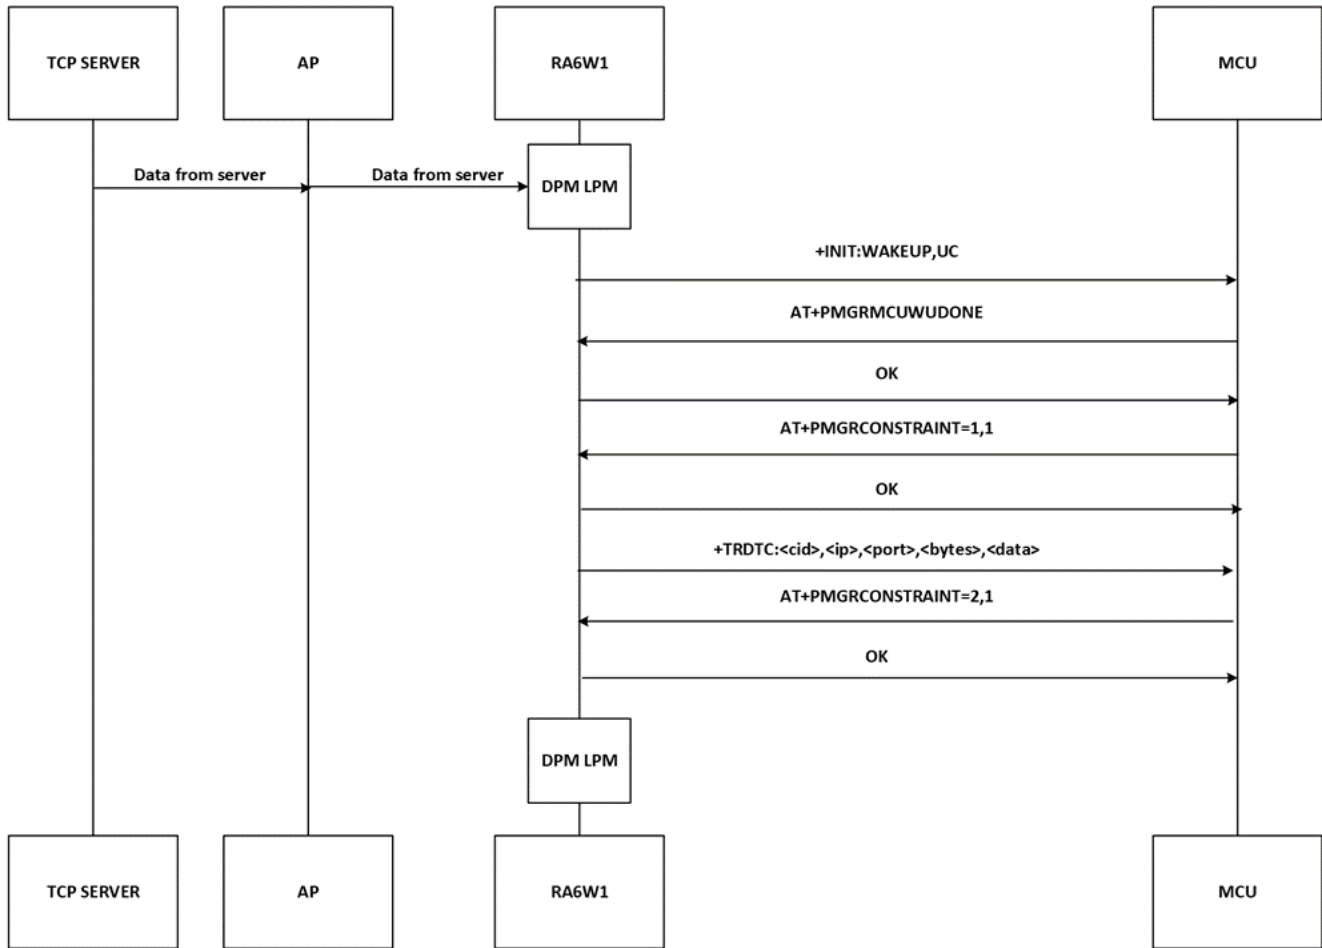 TCP SERVER
AP
RA6W1
MCU
Data from server
Data from server
DPM LPM
+INIT:WAKEUP,UC
AT+PMGRMCUWUDONE
OK
AT+PMGRCONSTRAINT=1,1
OK
+TRDTC:<cid>,<ip>,<port>,<bytes>,<data>
AT+PMGRCONSTRAINT=2,1
OK
DPM LPM
TCP SERVER
AP
RA6W1
MCU